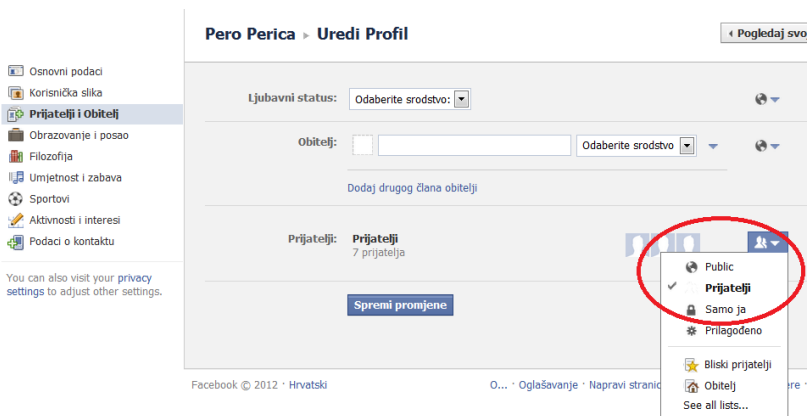 Pero Perica ▸ Uredi Profil
Pogledaj svoj
Osnovni podaci
Korisnička slika
Prijatelji i Obitelj
Obrazovanje i posao
Filozofija
Umjetnost i zabava
Sportovi
Aktivnosti i interesi
Podaci o kontaktu
You can also visit your privacy
settings to adjust other settings.
Ljubavni status: Odaberite srodstvo:
Obitelj: Odaberite srodstvo
Dodaj drugog člana obitelji
Prijatelji: Prijatelji
7 prijatelja
Spremi promjene
Public
Prijatelji
Samo ja
Prilagođeno
Bliski prijatelji
Obitelj
See all lists...
Facebook © 2012 · Hrvatski
O... · Oglašavanje · Napravi stranic
ere ·